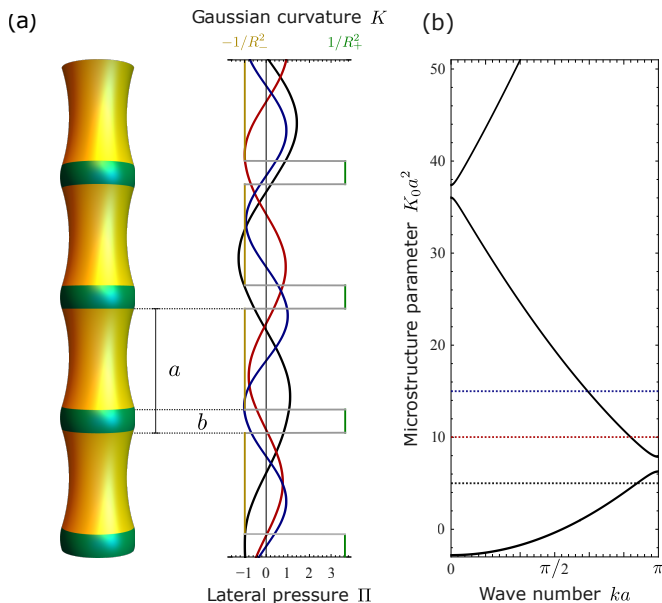 (a)
Gaussian curvature K
−1/R²₋
1/R²₊
a
b
−1 0 1 2 3
Lateral pressure Π
(b)
Microstructure parameter K₀a²
50
40
30
20
10
0
0 π/2 π
Wave number ka